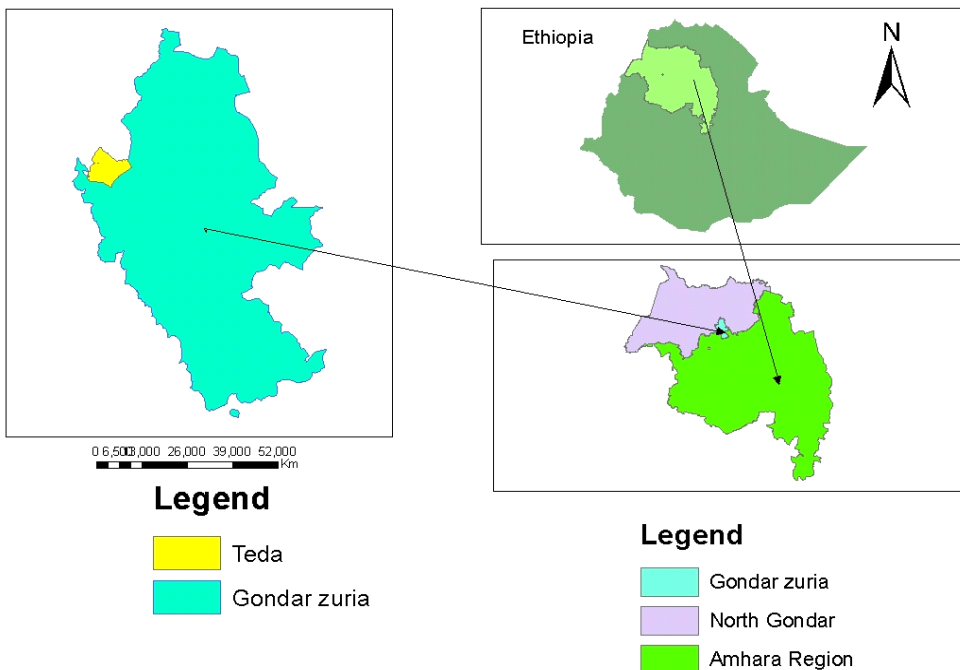 Ethiopia
N
0 6,500 13,000 26,000 39,000 52,000
Km
Legend
Teda
Gondar zuria
Legend
Gondar zuria
North Gondar
Amhara Region